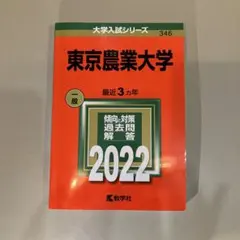 大学入試シリーズ
346
東京農業大学
一般
最近3カ年
傾向と対策
過去問
解答
2022
教学社